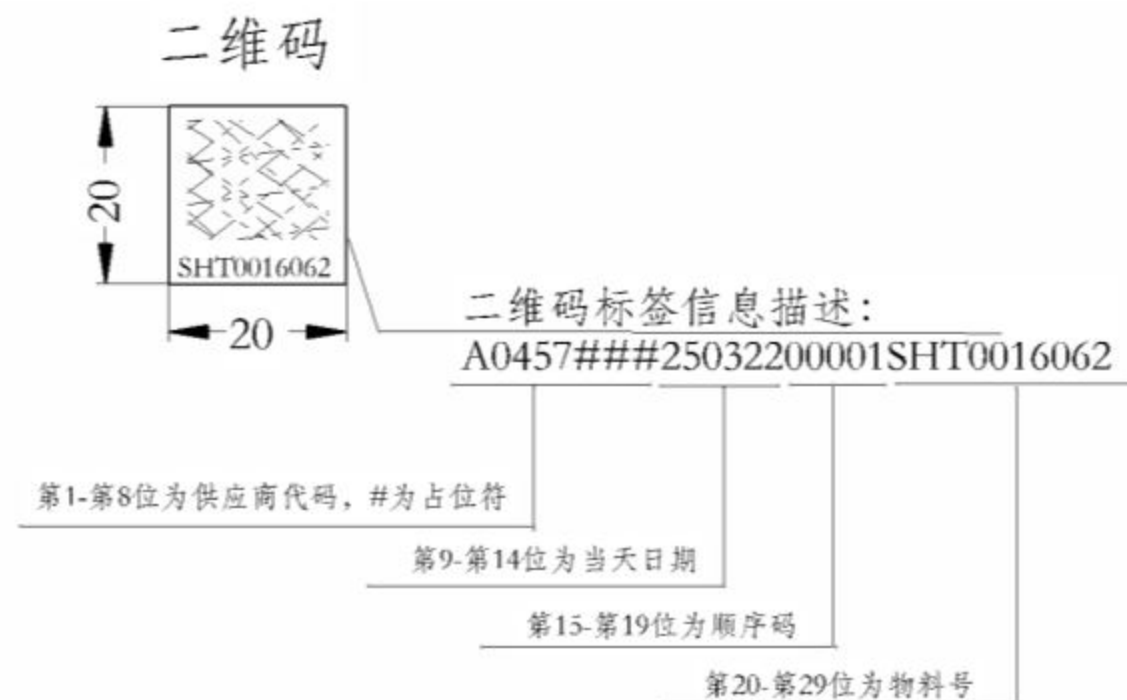 二维码
20
SHT0016062
20
二维码标签信息描述：
A0457###25032200001SHT0016062
第1-第8位为供应商代码，#为占位符
第9-第14位为当天日期
第15-第19位为顺序码
第20-第29位为物料号